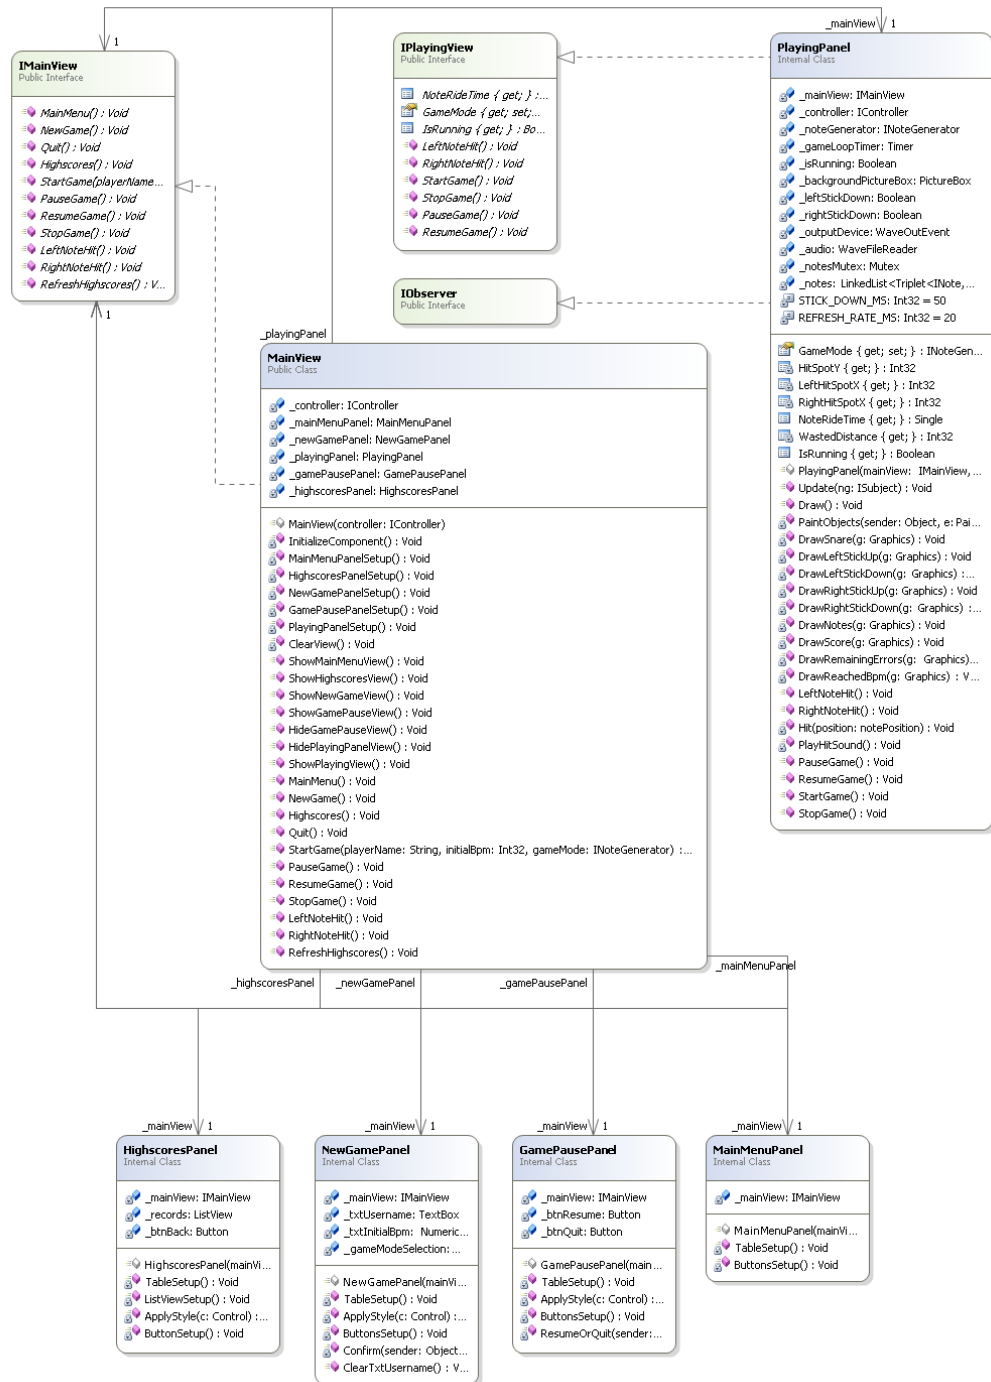 _mainView
1
1
IMainView
Public Interface
MainMenu() : Void
NewGame() : Void
Quit() : Void
Highscores() : Void
StartGame(playerName...
PauseGame() : Void
ResumeGame() : Void
StopGame() : Void
LeftNoteHit() : Void
RightNoteHit() : Void
RefreshHighscores() : V...
1
IPlayingView
Public Interface
NoteRideTime { get; } :...
GameMode { get; set;...
IsRunning { get; } : Bo...
LeftNoteHit() : Void
RightNoteHit() : Void
StartGame() : Void
StopGame() : Void
PauseGame() : Void
ResumeGame() : Void
IObserver
Public Interface
PlayingPanel
Internal Class
_mainView: IMainView
_controller: IController
_noteGenerator: INoteGenerator
_gameLoopTimer: Timer
_isRunning: Boolean
_backgroundPictureBox: PictureBox
_leftStickDown: Boolean
_rightStickDown: Boolean
_outputDevice: WaveOutEvent
_audio: WaveFileReader
_notesMutex: Mutex
_notes: LinkedList<Triplet<INote,...
STICK_DOWN_MS: Int32 = 50
REFRESH_RATE_MS: Int32 = 20
GameMode { get; set; } : INoteGen...
HitSpotY { get; } : Int32
LeftHitSpotX { get; } : Int32
RightHitSpotX { get; } : Int32
NoteRideTime { get; } : Single
WastedDistance { get; } : Int32
IsRunning { get; } : Boolean
PlayingPanel(mainView: IMainView,...
Update(ng: ISubject) : Void
Draw() : Void
PaintObjects(sender: Object, e: Pai...
DrawSnare(g: Graphics) : Void
DrawLeftStickUp(g: Graphics) : Void
DrawLeftStickDown(g: Graphics) :...
DrawRightStickUp(g: Graphics) : Void
DrawRightStickDown(g: Graphics) :...
DrawNotes(g: Graphics) : Void
DrawScore(g: Graphics) : Void
DrawRemainingErrors(g: Graphics)...
DrawReachedBpm(g: Graphics) : V...
LeftNoteHit() : Void
RightNoteHit() : Void
Hit(position: notePosition) : Void
PlayHitSound() : Void
PauseGame() : Void
ResumeGame() : Void
StartGame() : Void
StopGame() : Void
_playingPanel
MainView
Public Class
_controller: IController
_mainMenuPanel: MainMenuPanel
_newGamePanel: NewGamePanel
_playingPanel: PlayingPanel
_gamePausePanel: GamePausePanel
_highscoresPanel: HighscoresPanel
MainView(controller: IController)
InitializeComponent() : Void
MainMenuPanelSetup() : Void
HighscoresPanelSetup() : Void
NewGamePanelSetup() : Void
GamePausePanelSetup() : Void
PlayingPanelSetup() : Void
ClearView() : Void
ShowMainMenuView() : Void
ShowHighscoresView() : Void
ShowNewGameView() : Void
ShowGamePauseView() : Void
HideGamePauseView() : Void
HidePlayingPanelView() : Void
ShowPlayingView() : Void
MainMenu() : Void
NewGame() : Void
Highscores() : Void
Quit() : Void
StartGame(playerName: String, initialBpm: Int32, gameMode: INoteGenerator) :...
PauseGame() : Void
ResumeGame() : Void
StopGame() : Void
LeftNoteHit() : Void
RightNoteHit() : Void
RefreshHighscores() : Void
_highscoresPanel
_newGamePanel
_gamePausePanel
_mainMenuPanel
_mainView 1
HighscoresPanel
Internal Class
_mainView: IMainView
_records: ListView
_btnBack: Button
HighscoresPanel(mainVi...
TableSetup() : Void
ListViewSetup() : Void
ApplyStyle(c: Control) :...
ButtonSetup() : Void
_mainView 1
NewGamePanel
Internal Class
_mainView: IMainView
_txtUsername: TextBox
_txtInitialBpm: Numeric...
_gameModeSelection:...
NewGamePanel(mainVi...
TableSetup() : Void
ApplyStyle(c: Control) :...
ButtonsSetup() : Void
Confirm(sender: Object...
ClearTxtUsername() : V...
_mainView 1
GamePausePanel
Internal Class
_mainView: IMainView
_btnResume: Button
_btnQuit: Button
GamePausePanel(main...
TableSetup() : Void
ApplyStyle(c: Control) :...
ButtonsSetup() : Void
ResumeOrQuit(sender:...
_mainView 1
MainMenuPanel
Internal Class
_mainView: IMainView
MainMenuPanel(mainVi...
TableSetup() : Void
ButtonsSetup() : Void